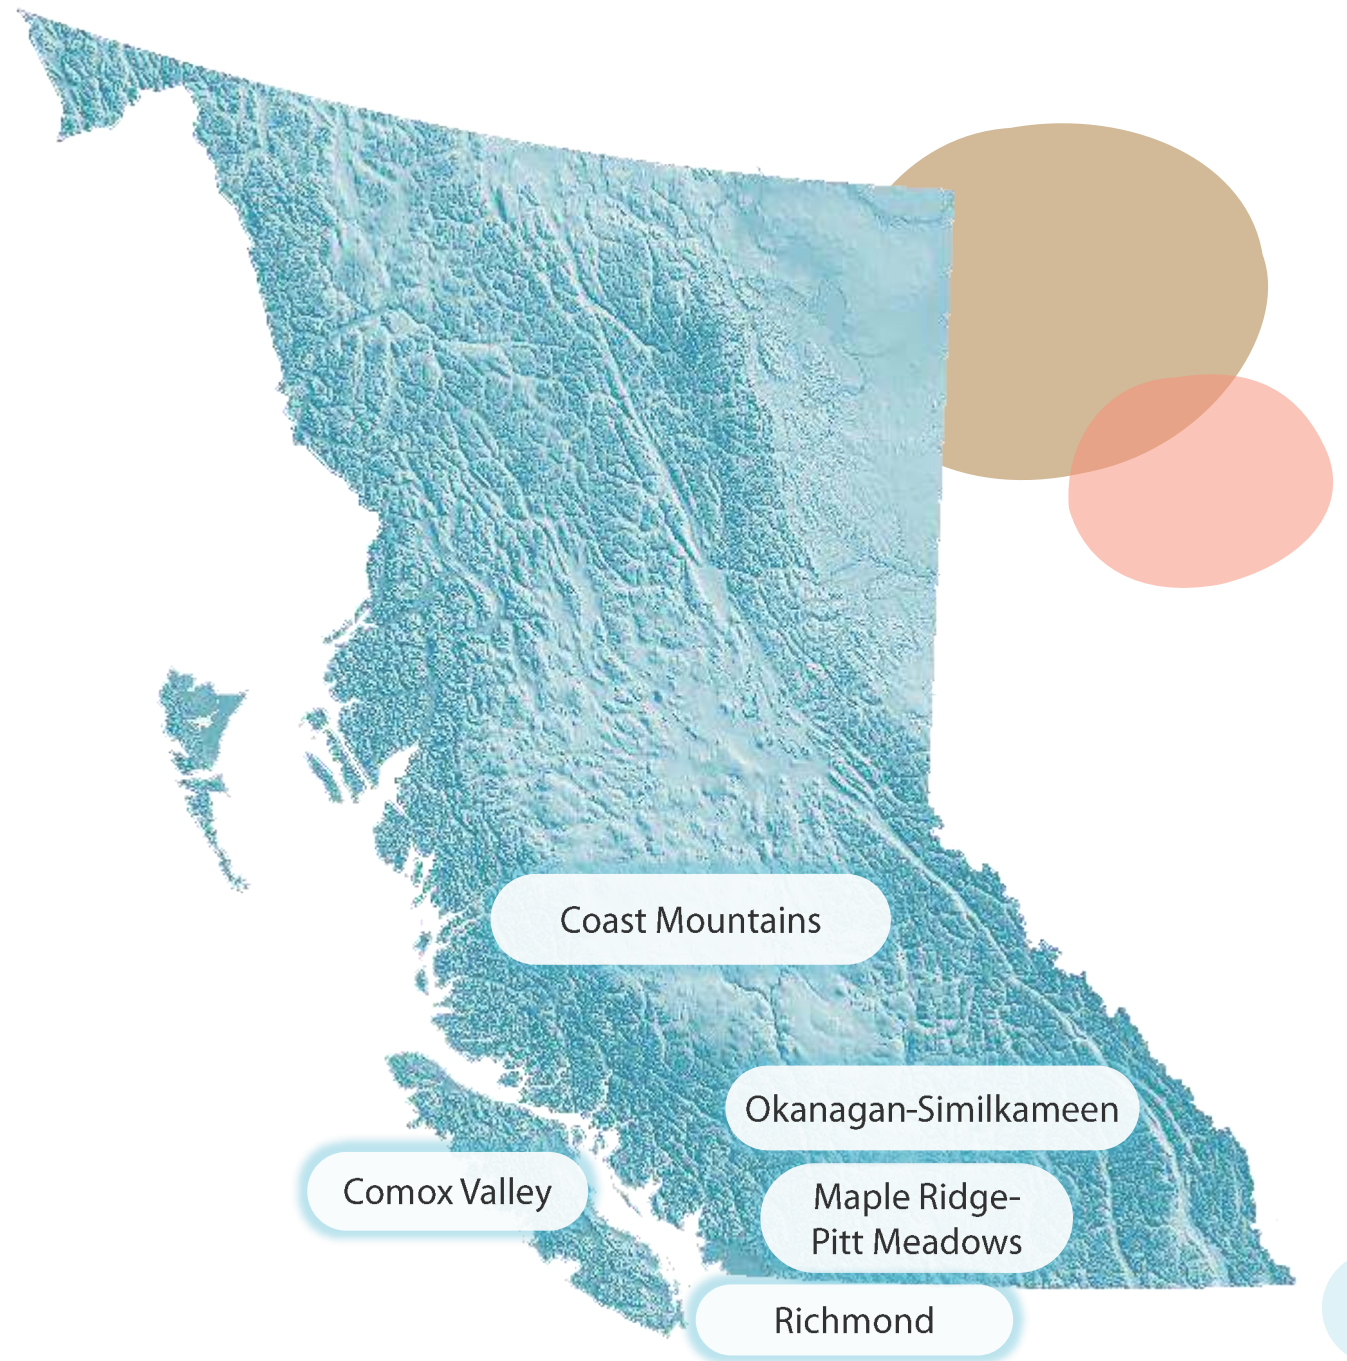 Coast Mountains
Okanagan-Similkameen
Comox Valley
Maple Ridge-
Pitt Meadows
Richmond